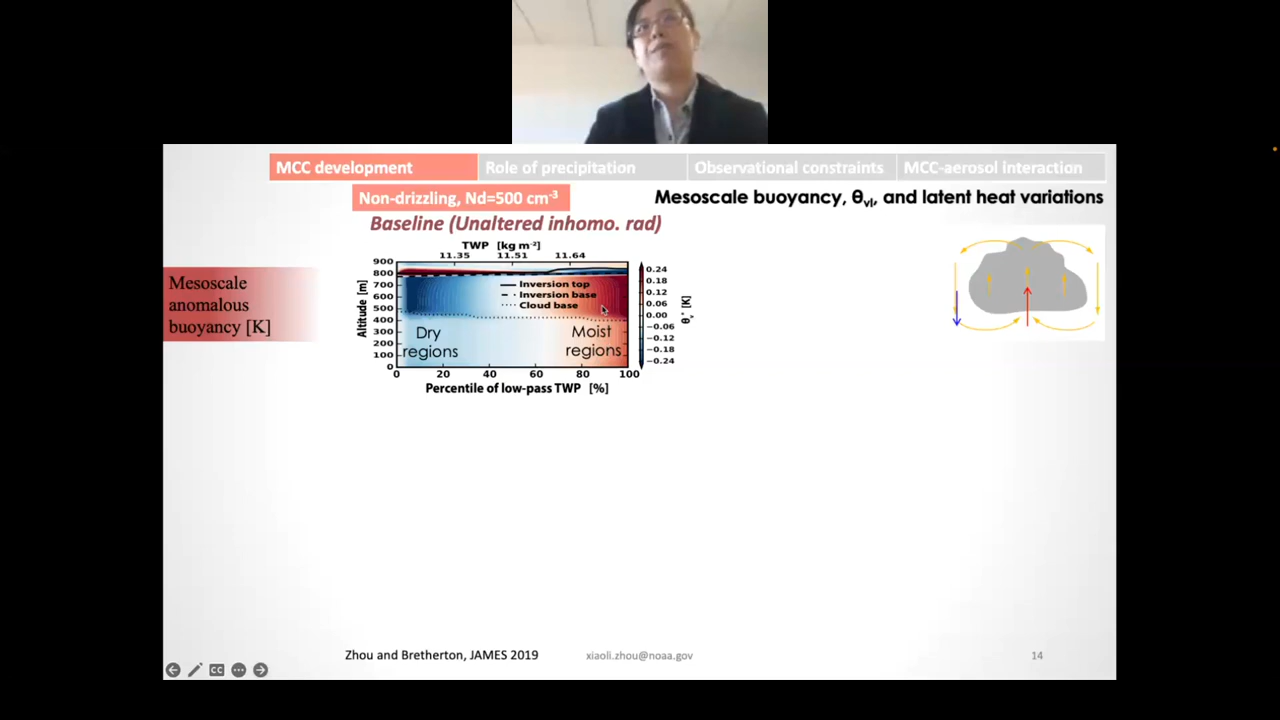 MCC development
Role of precipitation
Observational constraints
MCC-aerosol interaction
Non-drizzling, Nd=500 cm⁻³
Mesoscale buoyancy, θvl, and latent heat variations
Baseline (Unaltered inhomo. rad)
Mesoscale
anomalous
buoyancy [K]
TWP [kg m⁻²]
11.35 11.51 11.64
Altitude [m]
900
800
700
600
500
400
300
200
100
0
Inversion top
Inversion base
Cloud base
Dry
regions
Moist
regions
0 20 40 60 80 100
Percentile of low-pass TWP [%]
0.24
0.18
0.12
0.06
0.00
−0.06
−0.12
−0.18
−0.24
Zhou and Bretherton, JAMES 2019
xiaoli.zhou@noaa.gov
14
CC